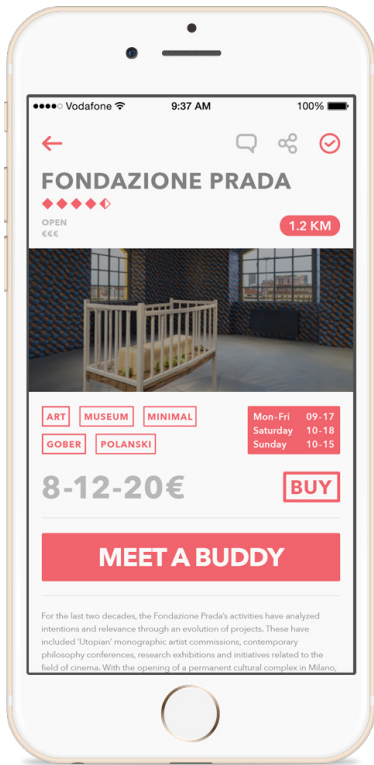 Vodafone 9:37 AM 100%
FONDAZIONE PRADA
OPEN
€€€
1.2 KM
ART MUSEUM MINIMAL
GOBER POLANSKI
Mon-Fri 09-17
Saturday 10-18
Sunday 10-15
8-12-20€
BUY
MEET A BUDDY
For the last two decades, the Fondazione Prada's activities have analyzed
intentions and relevance through an evolution of projects. These have
included 'Utopian' monographic artist commissions, contemporary
philosophy conferences, research exhibitions and initiatives related to the
field of cinema. With the opening of a permanent cultural complex in Milano,